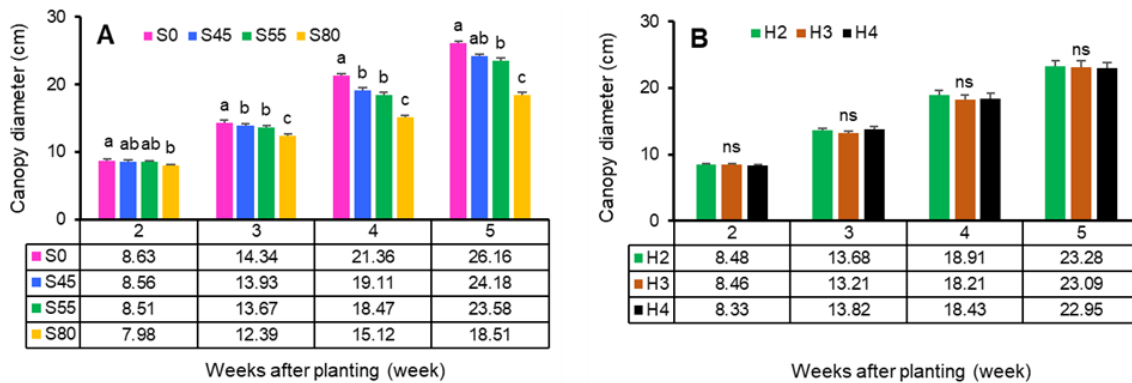 A
S0 S45 S55 S80
Canopy diameter (cm)
30
20
10
0
a ab ab b
a b b c
a b b c
a ab b c
2 3 4 5
S0 8.63 14.34 21.36 26.16
S45 8.56 13.93 19.11 24.18
S55 8.51 13.67 18.47 23.58
S80 7.98 12.39 15.12 18.51
Weeks after planting (week)
B
H2 H3 H4
Canopy diameter (cm)
30
20
10
0
ns ns ns ns
2 3 4 5
H2 8.48 13.68 18.91 23.28
H3 8.46 13.21 18.21 23.09
H4 8.33 13.82 18.43 22.95
Weeks after planting (week)